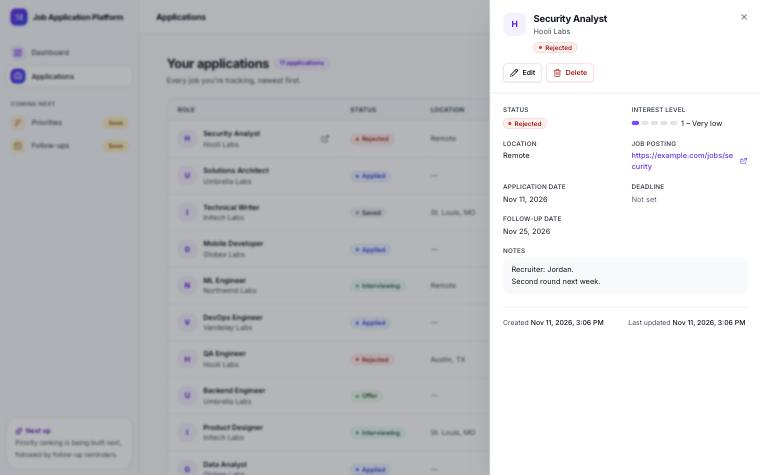 Job Application Platform
Dashboard
Applications
COMING NEXT
Priorities
Soon
Follow-ups
Soon
Next up
Priority ranking is being built next,
followed by follow-up reminders.
Applications
Your applications
11 applications
Every job you're tracking, newest first.
ROLE STATUS LOCATION
H Security Analyst
Hooli Labs
Rejected
Remote
U Solutions Architect
Umbrella Labs
Applied
—
I Technical Writer
Initech Labs
Saved
St. Louis, MO
G Mobile Developer
Globex Labs
Applied
—
N ML Engineer
Northwind Labs
Interviewing
Remote
V DevOps Engineer
Vandelay Labs
Applied
—
H QA Engineer
Hooli Labs
Rejected
Austin, TX
U Backend Engineer
Umbrella Labs
Offer
—
I Product Designer
Initech Labs
Interviewing
St. Louis, MO
G Data Analyst
Globex Labs
Applied
—
H
Security Analyst
Hooli Labs
Rejected
Edit
Delete
STATUS
Rejected
INTEREST LEVEL
1 – Very low
LOCATION
Remote
JOB POSTING
https://example.com/jobs/se
curity
APPLICATION DATE
Nov 11, 2026
DEADLINE
Not set
FOLLOW-UP DATE
Nov 25, 2026
NOTES
Recruiter: Jordan.
Second round next week.
Created Nov 11, 2026, 3:06 PM
Last updated Nov 11, 2026, 3:06 PM